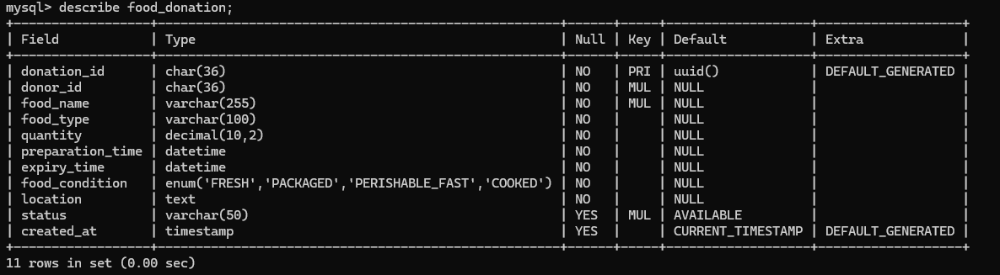 mysql> describe food_donation;
+------------------+-----------------------------------------------------+------+-----+-------------------+-------------------+
| Field            | Type                                                | Null | Key | Default           | Extra             |
+------------------+-----------------------------------------------------+------+-----+-------------------+-------------------+
| donation_id      | char(36)                                            | NO   | PRI | uuid()            | DEFAULT_GENERATED |
| donor_id         | char(36)                                            | NO   | MUL | NULL              |                   |
| food_name        | varchar(255)                                        | NO   | MUL | NULL              |                   |
| food_type        | varchar(100)                                        | NO   |     | NULL              |                   |
| quantity         | decimal(10,2)                                       | NO   |     | NULL              |                   |
| preparation_time | datetime                                            | NO   |     | NULL              |                   |
| expiry_time      | datetime                                            | NO   |     | NULL              |                   |
| food_condition   | enum('FRESH','PACKAGED','PERISHABLE_FAST','COOKED') | NO   |     | NULL              |                   |
| location         | text                                                | NO   |     | NULL              |                   |
| status           | varchar(50)                                         | YES  | MUL | AVAILABLE         |                   |
| created_at       | timestamp                                           | YES  |     | CURRENT_TIMESTAMP | DEFAULT_GENERATED |
+------------------+-----------------------------------------------------+------+-----+-------------------+-------------------+
11 rows in set (0.00 sec)